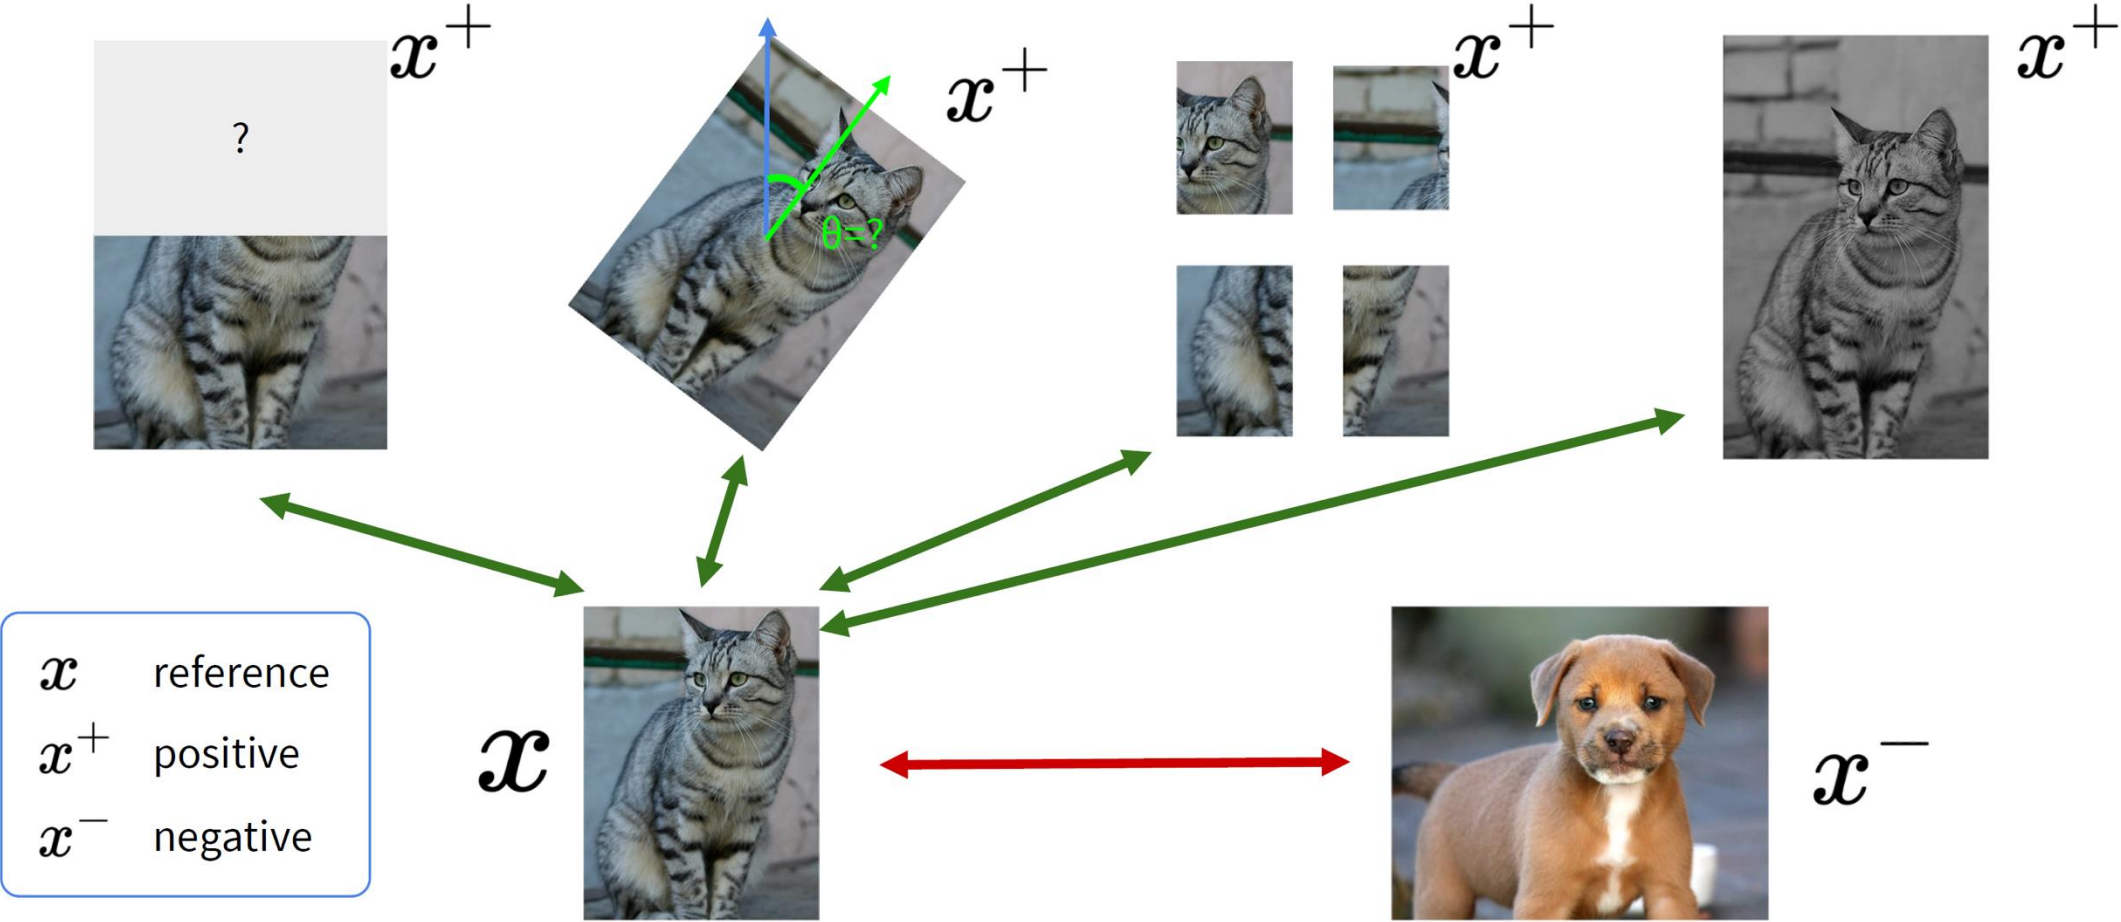 x⁺
x⁺
x⁺
x⁺
?
θ=?
x reference
x⁺ positive
x⁻ negative
x
x⁻